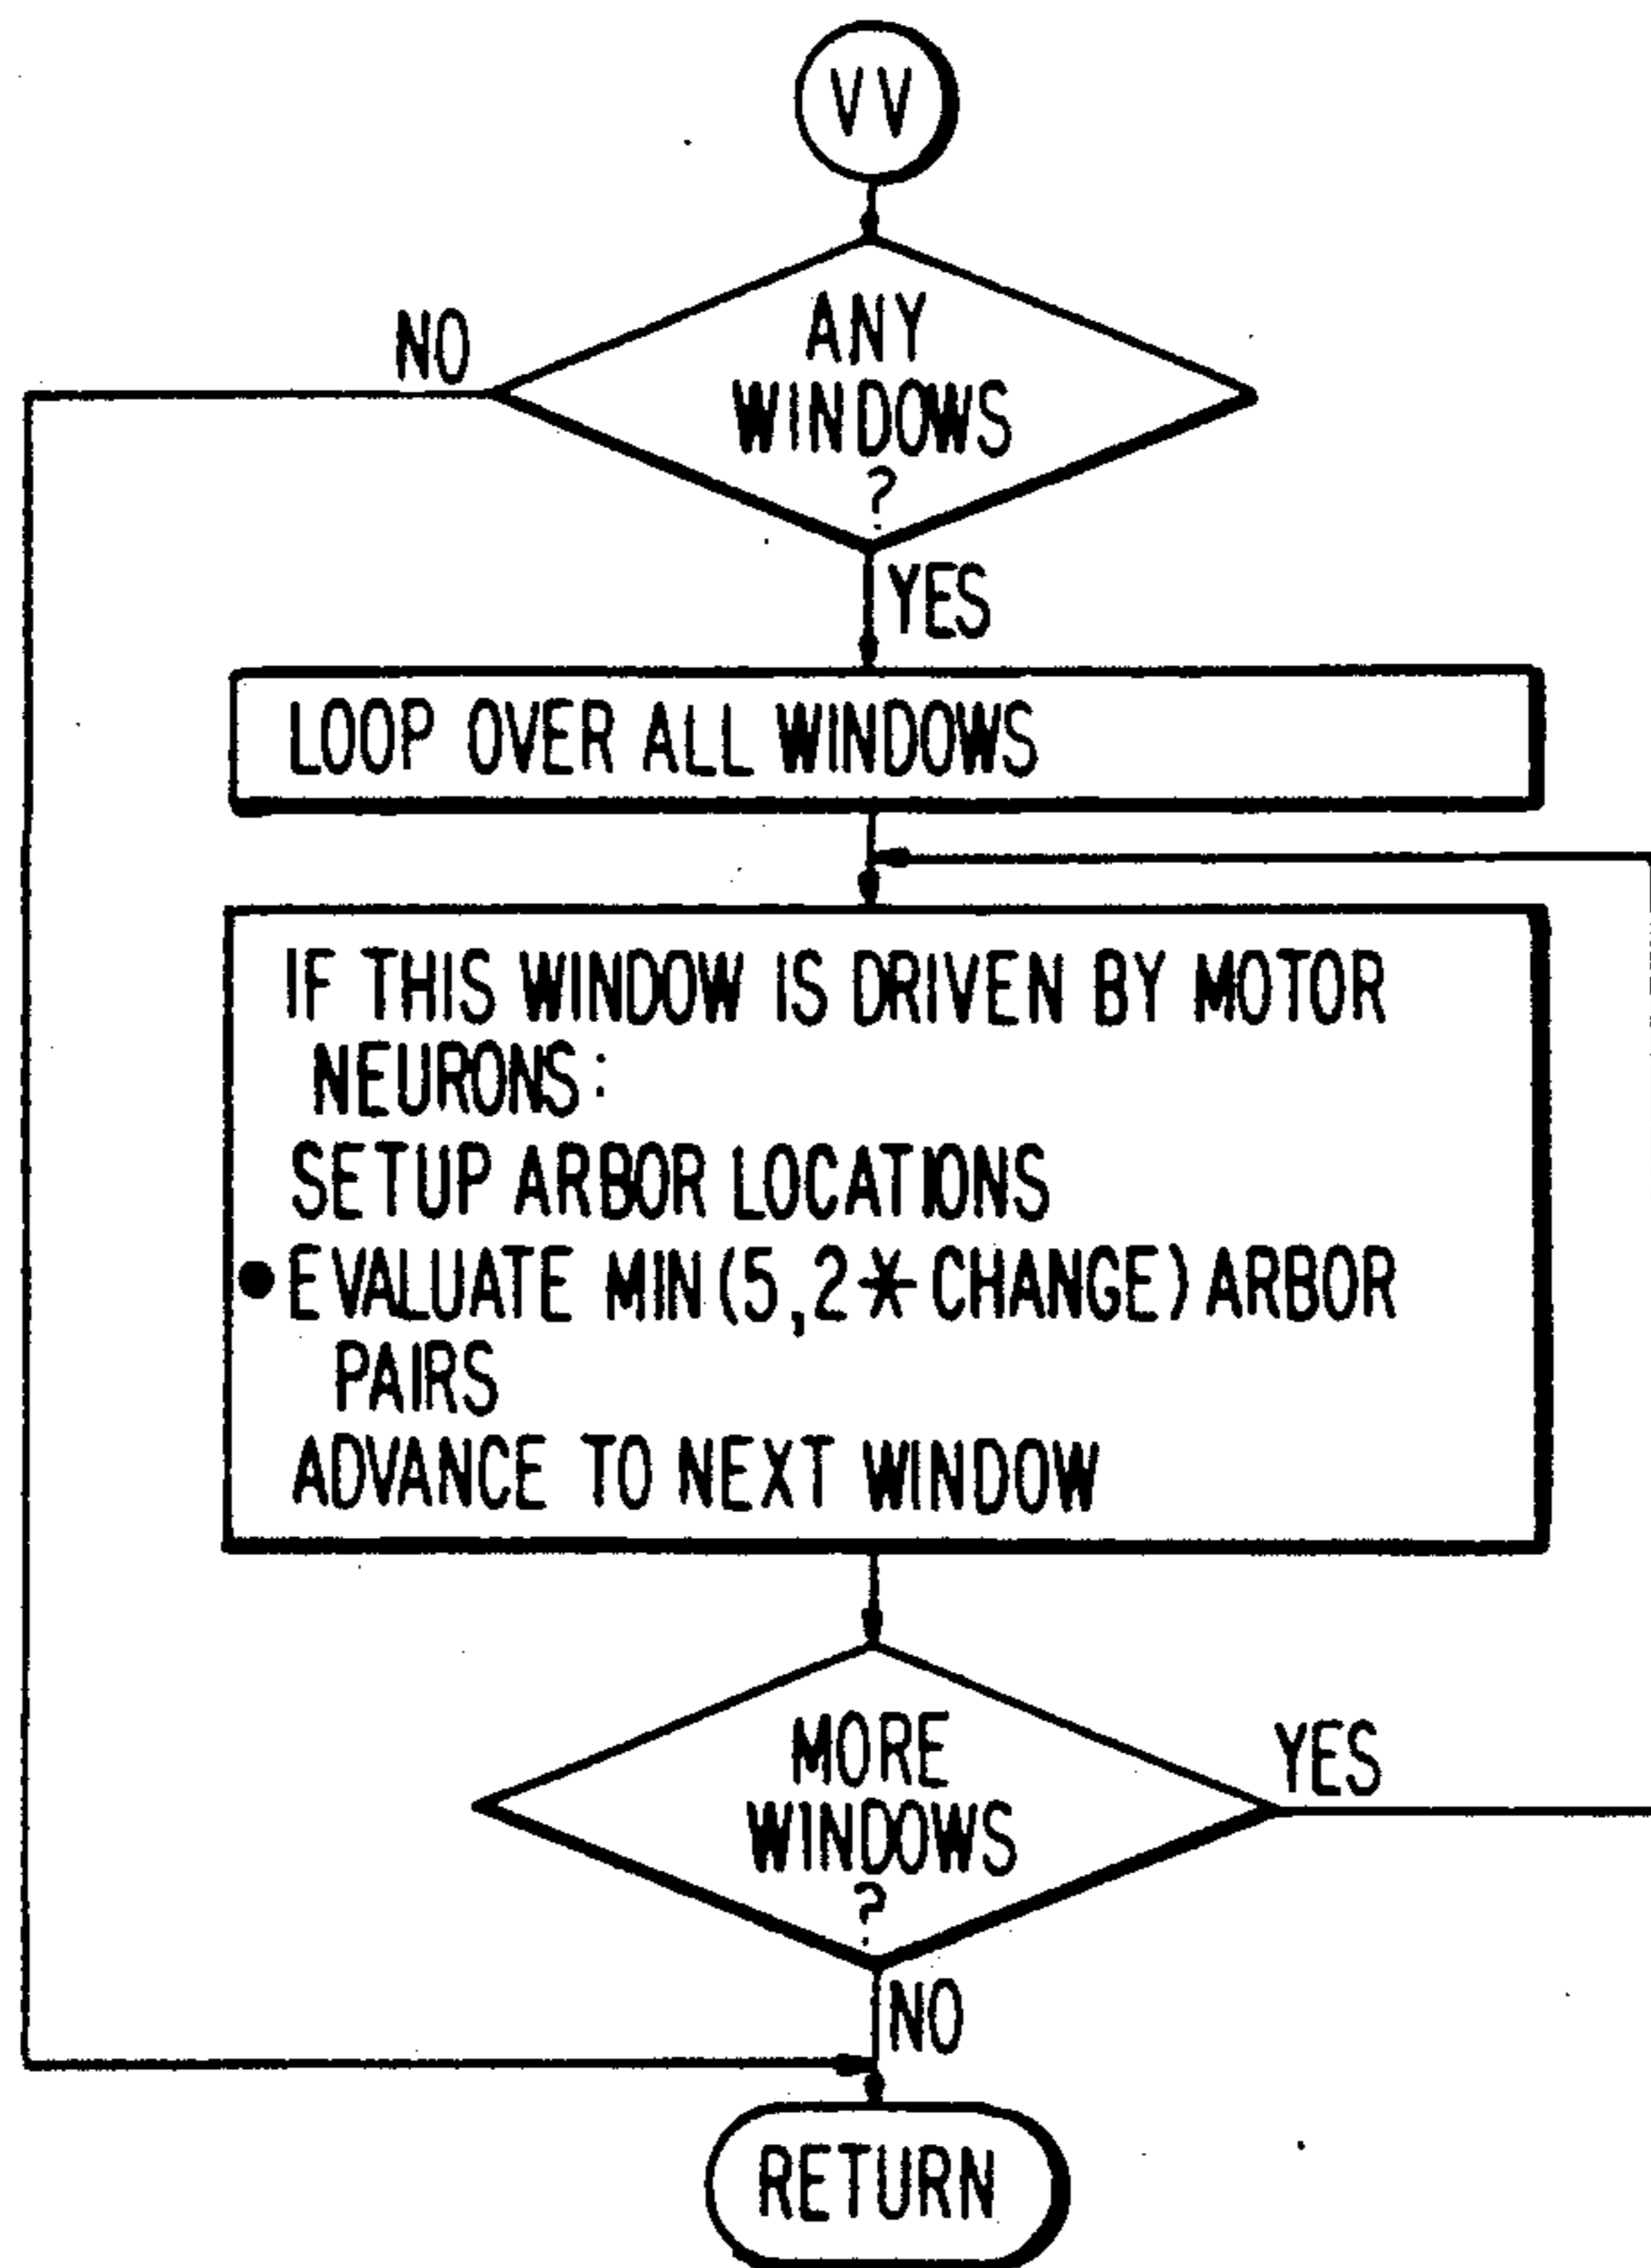 VV
NO
ANY
WINDOWS
?
YES
LOOP OVER ALL WINDOWS
IF THIS WINDOW IS DRIVEN BY MOTOR
NEURONS:
SETUP ARBOR LOCATIONS
●EVALUATE MIN(5,2*CHANGE) ARBOR
PAIRS
ADVANCE TO NEXT WINDOW
MORE
WINDOWS
?
YES
NO
RETURN